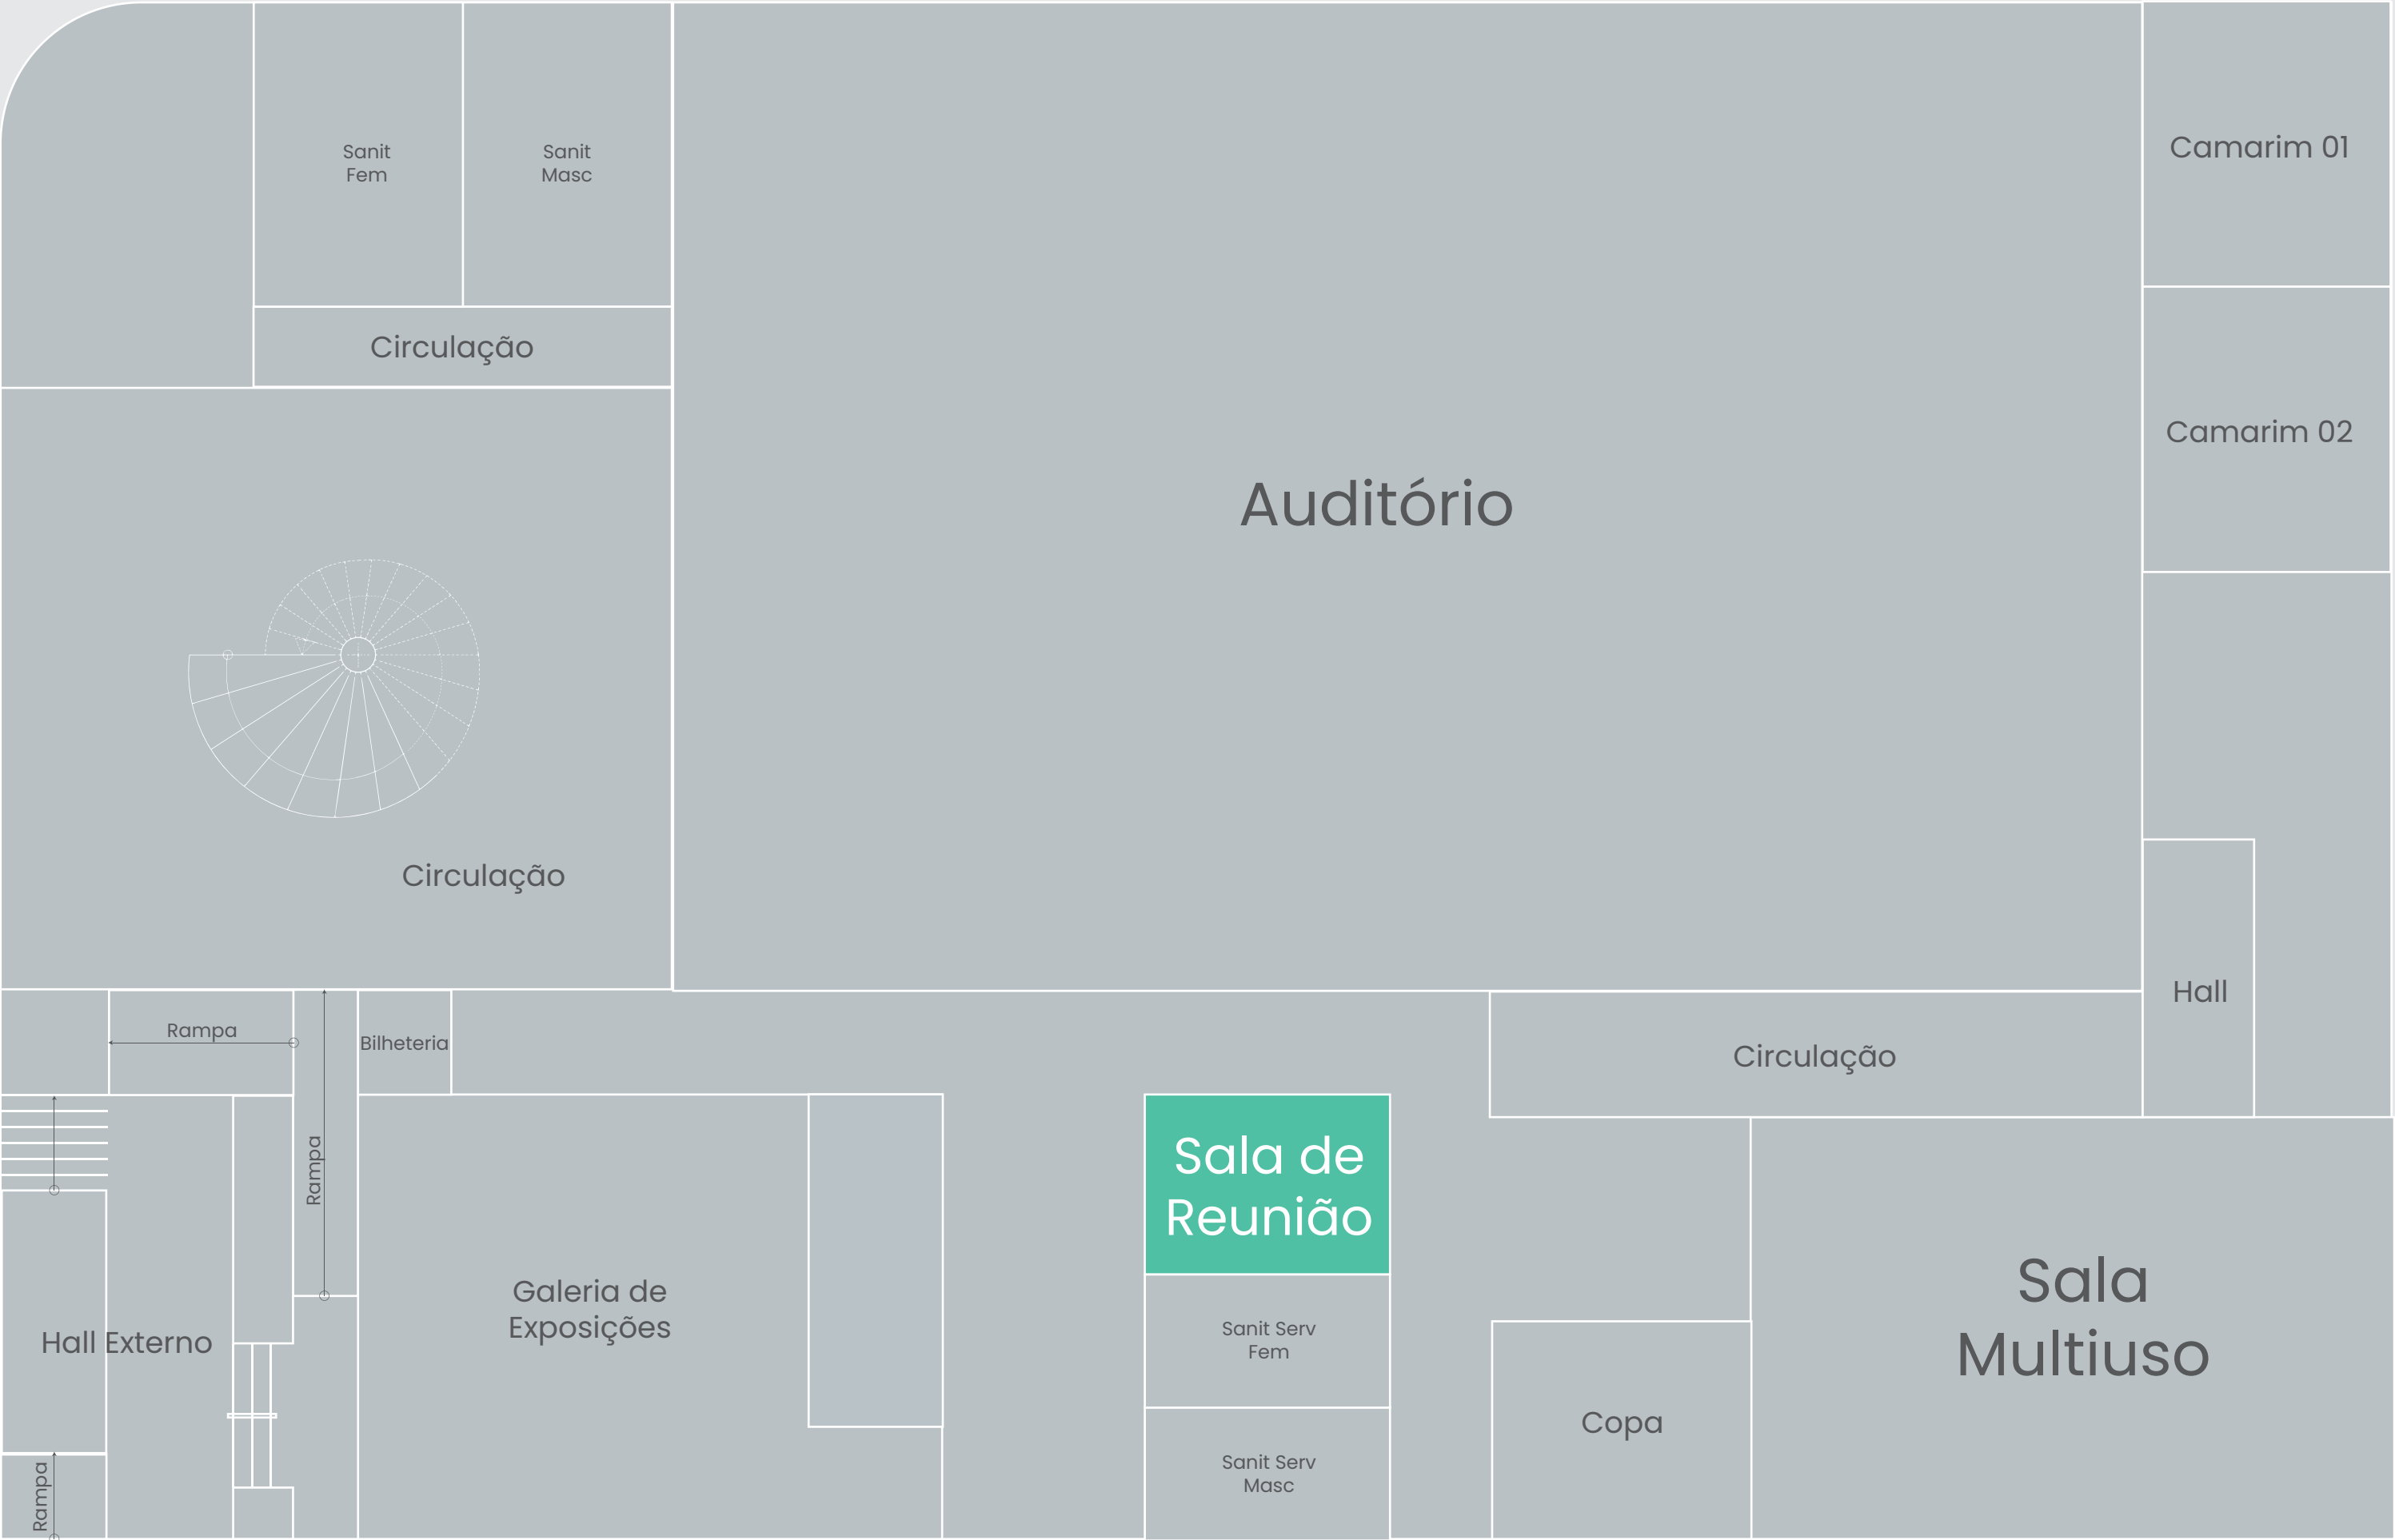 Sanit
Fem
Sanit
Masc
Camarim 01
Circulação
Camarim 02
Auditório
Circulação
Hall
Rampa
Bilheteria
Circulação
Rampa
Sala de
Reunião
Galeria de
Exposições
Hall Externo
Sanit Serv
Fem
Sala
Multiuso
Copa
Sanit Serv
Masc
Rampa